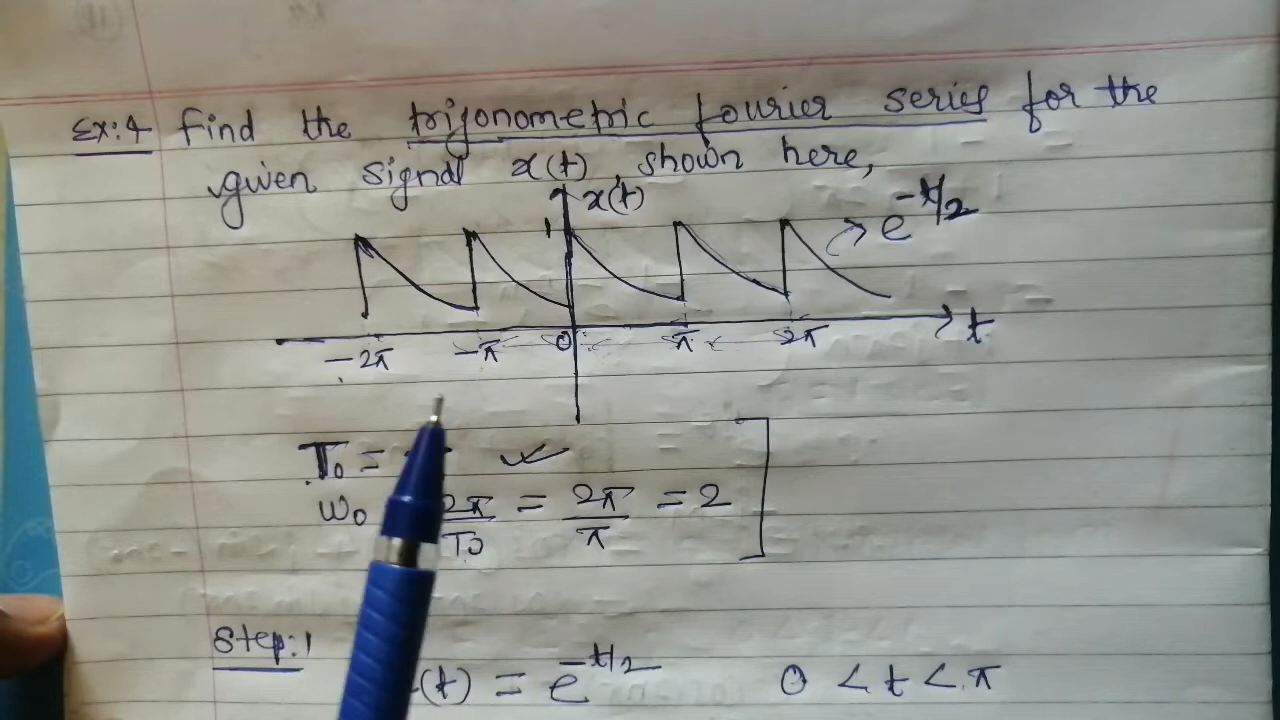 Ex:4 Find the trigonometric fourier series for the
given signal x(t) shown here,
x(t)
1
e^-t/2
-2π -π 0 π 2π t
T₀ =
ω₀ 2π/T₀ = 2π/π = 2
Step:1
(t) = e^-t/2 0 < t < π